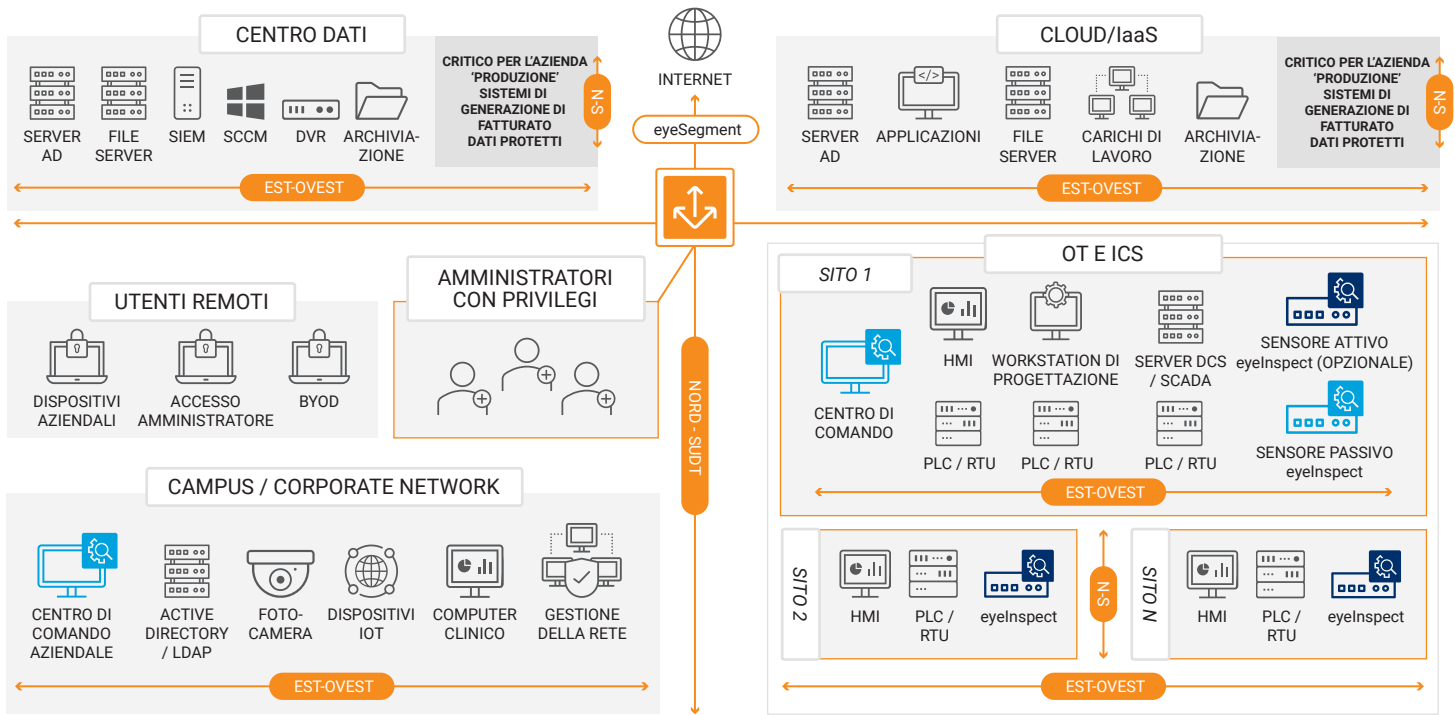 CENTRO DATI
SERVER
AD
FILE
SERVER
SIEM
SCCM
DVR
ARCHIVIA-
ZIONE
CRITICO PER L'AZIENDA
'PRODUZIONE'
SISTEMI DI
GENERAZIONE DI
FATTURATO
DATI PROTETTI
N-S
EST-OVEST
INTERNET
eyeSegment
CLOUD/IaaS
SERVER
AD
APPLICAZIONI
FILE
SERVER
CARICHI DI
LAVORO
ARCHIVIA-
ZIONE
CRITICO PER L'AZIENDA
'PRODUZIONE'
SISTEMI DI
GENERAZIONE DI
FATTURATO
DATI PROTETTI
N-S
EST-OVEST
UTENTI REMOTI
DISPOSITIVI
AZIENDALI
ACCESSO
AMMINISTRATORE
BYOD
AMMINISTRATORI
CON PRIVILEGI
NORD - SUDT
CAMPUS / CORPORATE NETWORK
CENTRO DI
COMANDO
AZIENDALE
ACTIVE
DIRECTORY
/ LDAP
FOTO-
CAMERA
DISPOSITIVI
IOT
COMPUTER
CLINICO
GESTIONE
DELLA RETE
EST-OVEST
OT E ICS
SITO 1
CENTRO DI
COMANDO
HMI
WORKSTATION DI
PROGETTAZIONE
SERVER DCS
/ SCADA
SENSORE ATTIVO
eyeInspect (OPZIONALE)
PLC / RTU
PLC / RTU
PLC / RTU
SENSORE PASSIVO
eyeInspect
EST-OVEST
SITO 2
HMI
PLC /
RTU
eyeInspect
N-S
SITO N
HMI
PLC /
RTU
eyeInspect
EST-OVEST